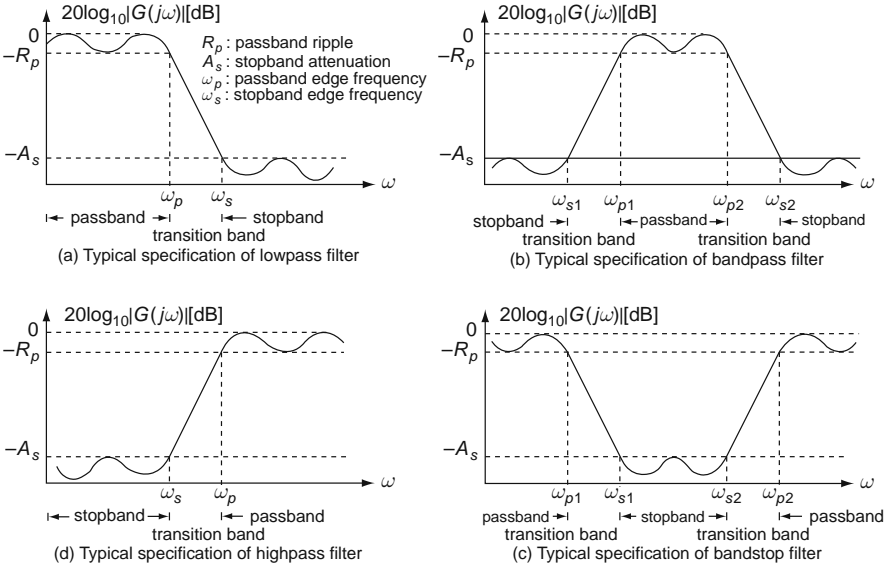 20log₁₀|G(jω)|[dB]
0
−Rₚ
−Aₛ
Rₚ : passband ripple
Aₛ : stopband attenuation
ωₚ : passband edge frequency
ωₛ : stopband edge frequency
ωₚ ωₛ ω
passband stopband
transition band
(a) Typical specification of lowpass filter
20log₁₀|G(jω)|[dB]
0
−Rₚ
−Aₛ
ωₛ₁ ωₚ₁ ωₚ₂ ωₛ₂ ω
stopband passband stopband
transition band transition band
(b) Typical specification of bandpass filter
20log₁₀|G(jω)|[dB]
0
−Rₚ
−Aₛ
ωₛ ωₚ ω
stopband passband
transition band
(d) Typical specification of highpass filter
20log₁₀|G(jω)|[dB]
0
−Rₚ
−Aₛ
ωₚ₁ ωₛ₁ ωₛ₂ ωₚ₂ ω
passband stopband passband
transition band transition band
(c) Typical specification of bandstop filter